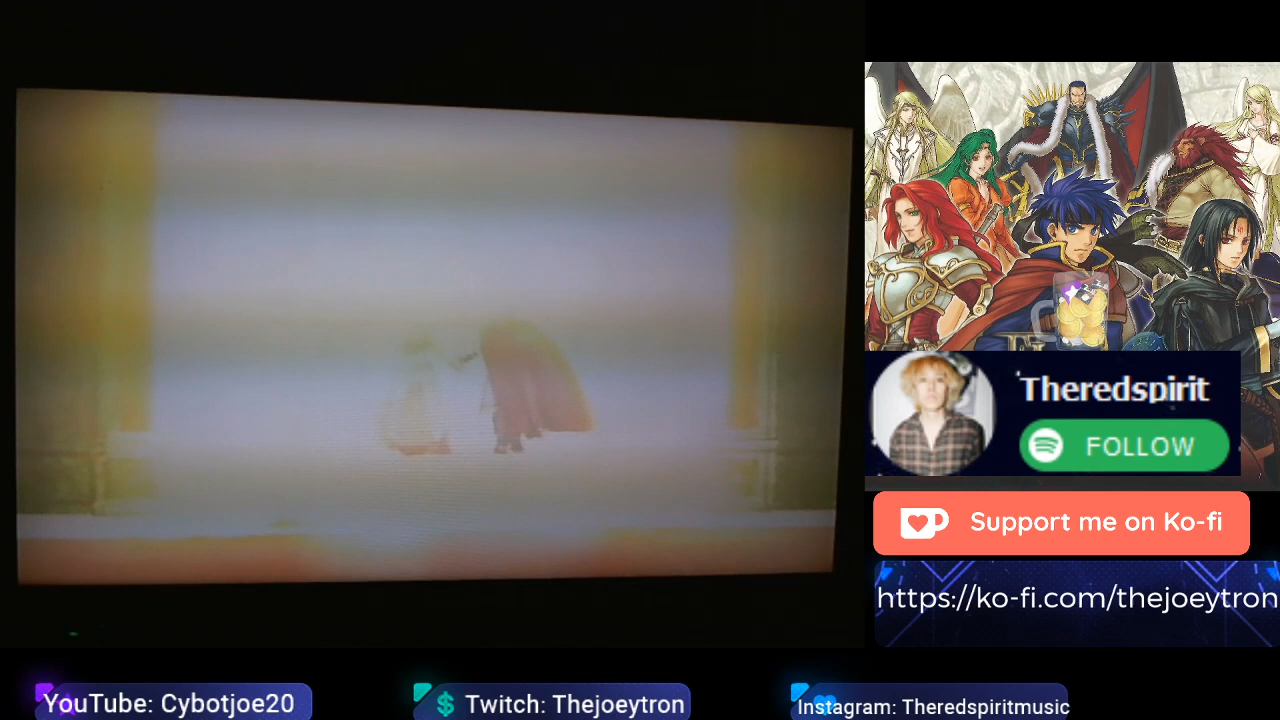 Theredspirit
FOLLOW
Support me on Ko-fi
https://ko-fi.com/thejoeytron
YouTube: Cybotjoe20
Twitch: Thejoeytron
Instagram: Theredspiritmusic